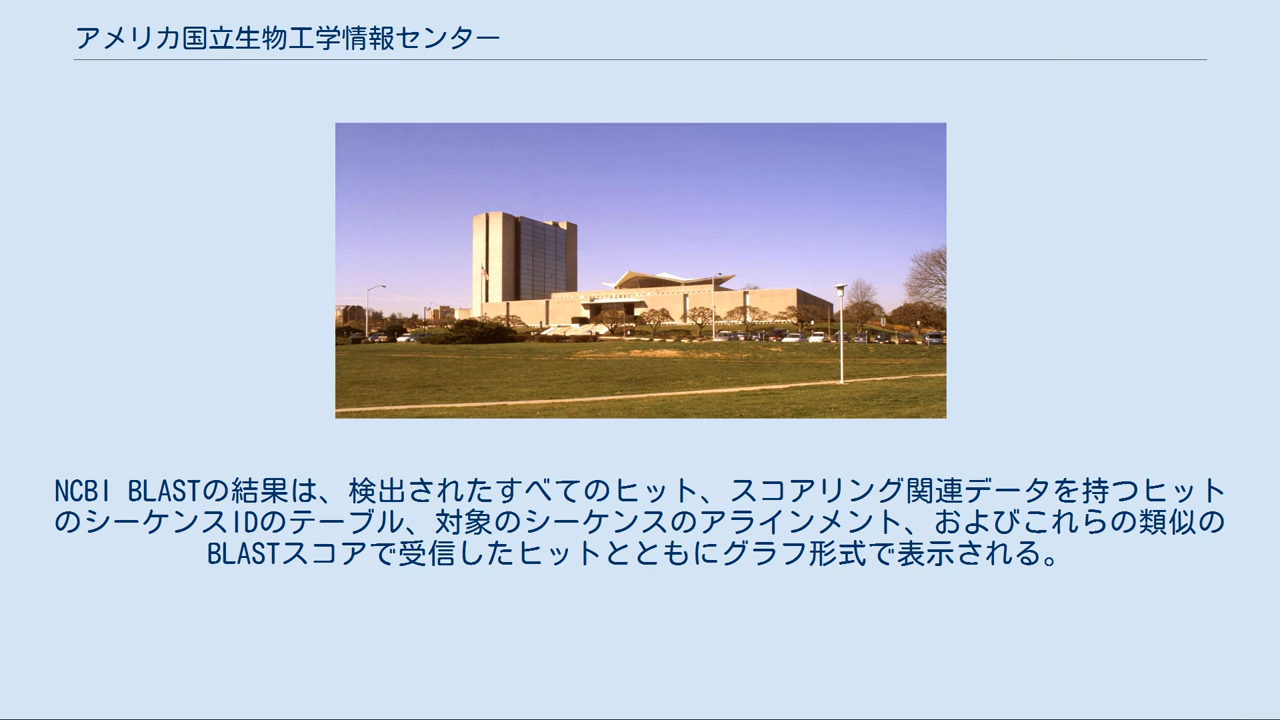 アメリカ国立生物工学情報センター
NCBI BLASTの結果は、検出されたすべてのヒット、スコアリング関連データを持つヒット
のシーケンスIDのテーブル、対象のシーケンスのアラインメント、およびこれらの類似の
BLASTスコアで受信したヒットとともにグラフ形式で表示される。